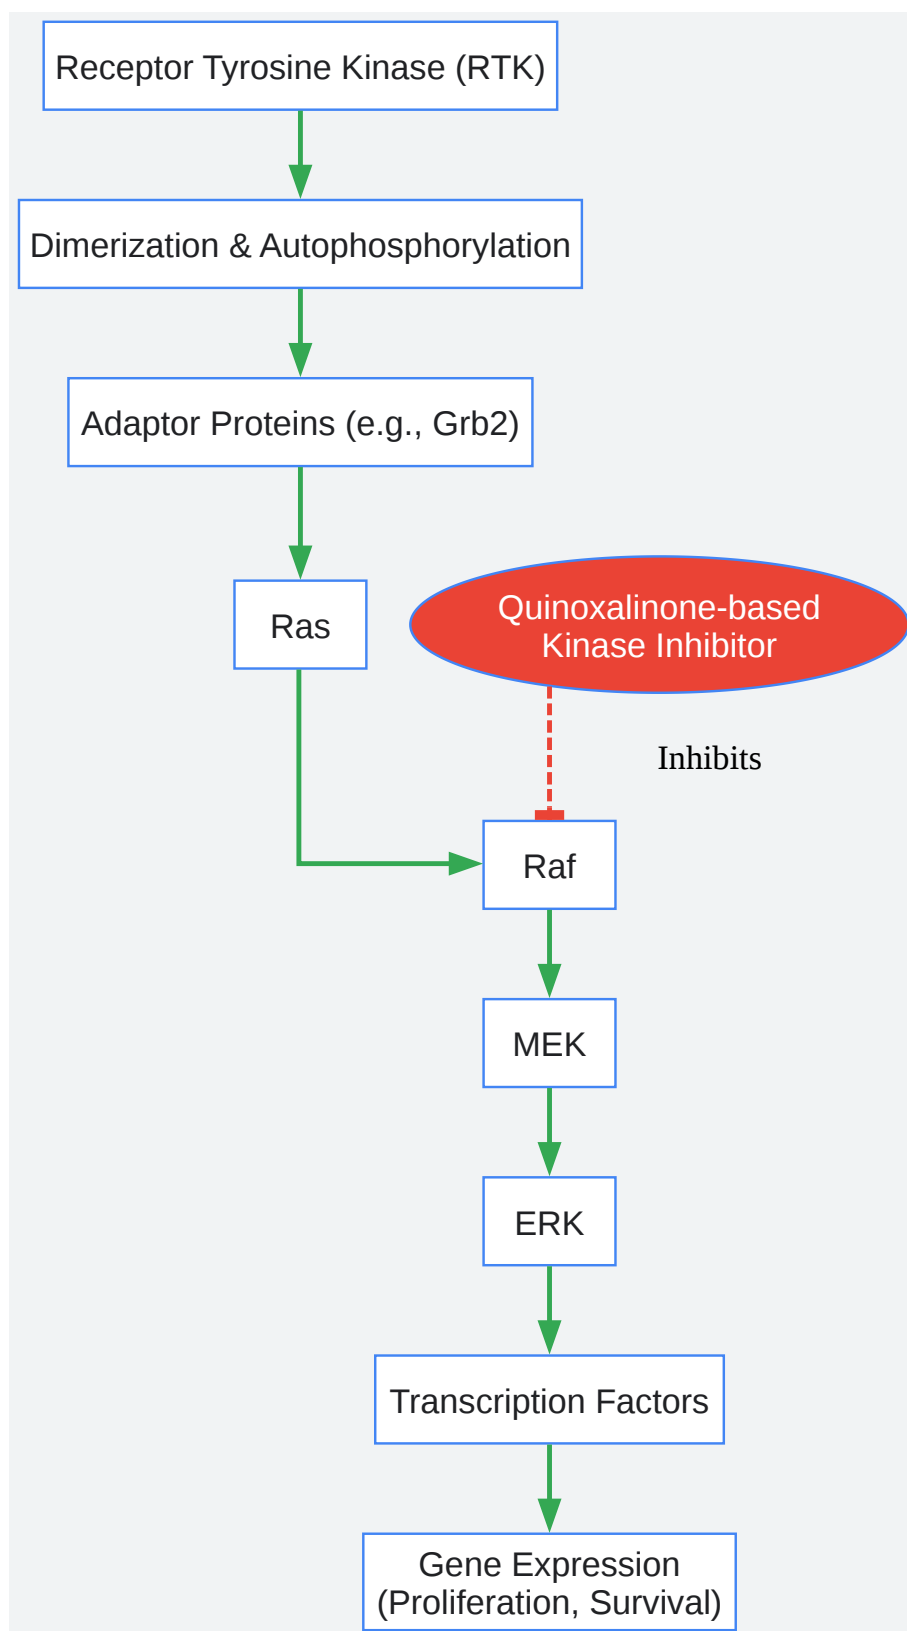 Receptor Tyrosine Kinase (RTK)
Dimerization & Autophosphorylation
Adaptor Proteins (e.g., Grb2)
Ras
Quinoxalinone-based
Kinase Inhibitor
Inhibits
Raf
MEK
ERK
Transcription Factors
Gene Expression
(Proliferation, Survival)